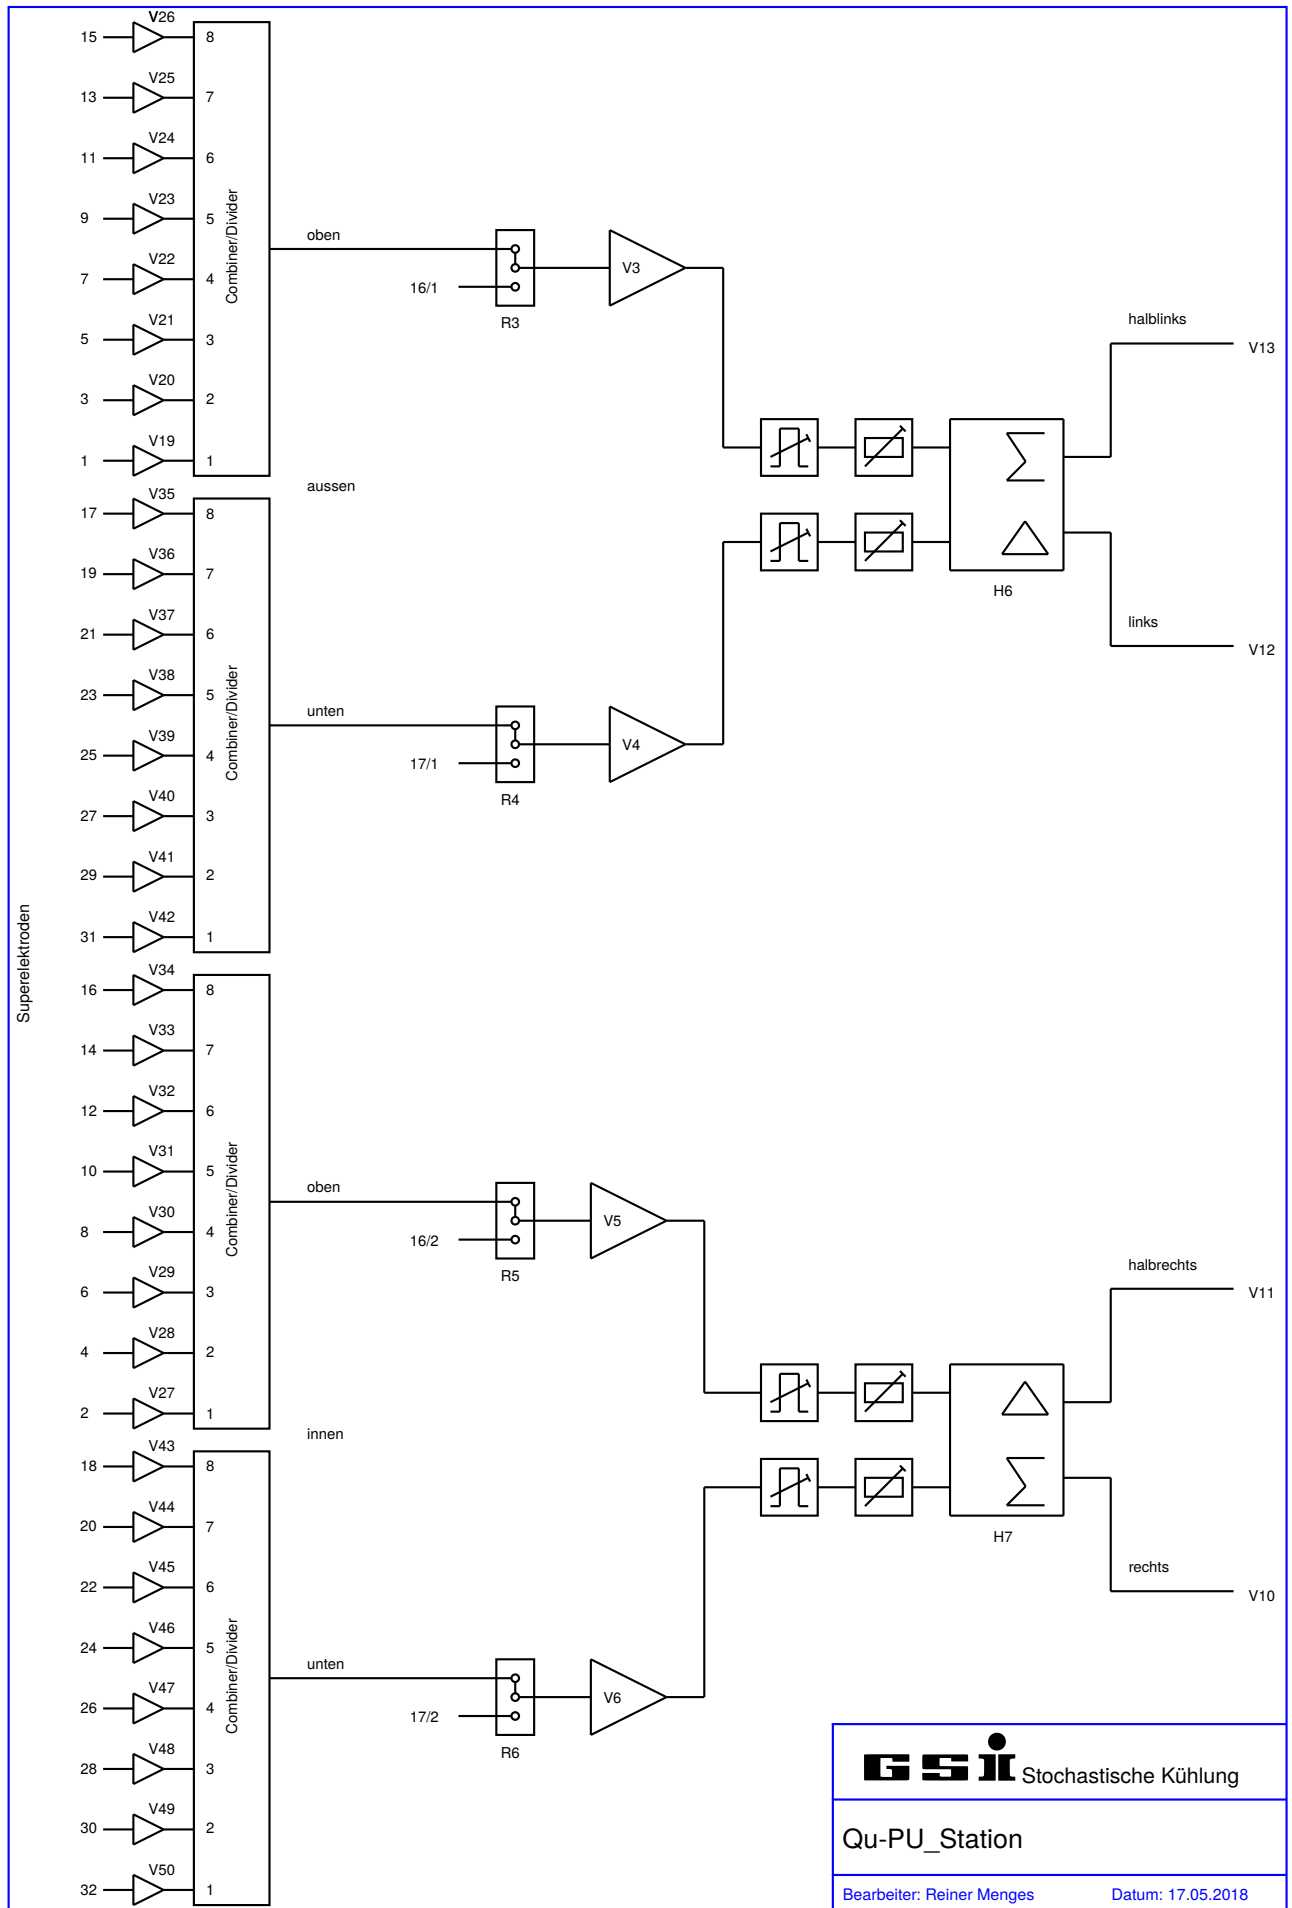 V26
15
8
V25
13
7
V24
11
6
V23
9
5
V22
7
4
V21
5
3
V20
3
2
V19
1
1
Combiner/Divider
oben
16/1
R3
V3
halblinks
V13
aussen
V35
17
8
V36
19
7
V37
21
6
V38
23
5
V39
25
4
V40
27
3
V41
29
2
V42
31
1
Combiner/Divider
unten
17/1
R4
V4
H6
links
V12
Superelektroden
V34
16
8
V33
14
7
V32
12
6
V31
10
5
V30
8
4
V29
6
3
V28
4
2
V27
2
1
Combiner/Divider
oben
16/2
R5
V5
halbrechts
V11
innen
V43
18
8
V44
20
7
V45
22
6
V46
24
5
V47
26
4
V48
28
3
V49
30
2
V50
32
1
Combiner/Divider
unten
17/2
R6
V6
H7
rechts
V10
GSI Stochastische Kühlung
Qu-PU_Station
Bearbeiter: Reiner Menges Datum: 17.05.2018